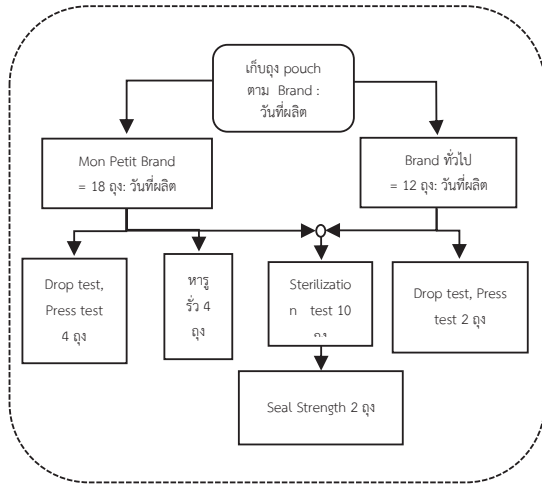 เก็บถุง pouch
ตาม Brand :
วันที่ผลิต
Mon Petit Brand
= 18 ถุง: วันที่ผลิต
Brand ทั่วไป
= 12 ถุง: วันที่ผลิต
Drop test,
Press test
4 ถุง
หารู
รั่ว 4
ถุง
Sterilizatio
n test 10
Drop test, Press
test 2 ถุง
Seal Strength 2 ถุง